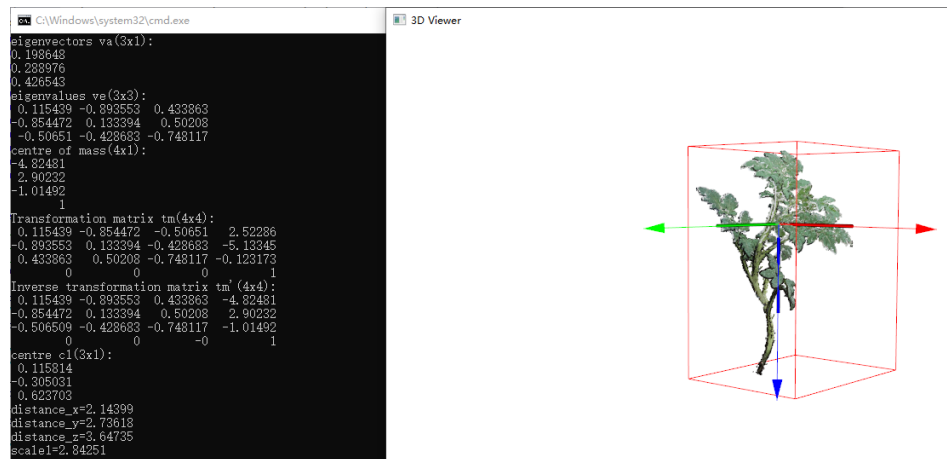 C:\Windows\system32\cmd.exe
eigenvectors va(3x1):
0.198648
0.288976
0.426543
eigenvalues ve(3x3):
0.115439 -0.893553 0.433863
-0.854472 0.133394 0.50208
-0.50651 -0.428683 -0.748117
centre of mass(4x1):
-4.82481
2.90232
-1.01492
1
Transformation matrix tm(4x4):
0.115439 -0.854472 -0.50651 2.52286
-0.893553 0.133394 -0.428683 -5.13345
0.433863 0.50208 -0.748117 -0.123173
0 0 0 1
Inverse transformation matrix tm'(4x4):
0.115439 -0.893553 0.433863 -4.82481
-0.854472 0.133394 0.50208 2.90232
-0.506509 -0.428683 -0.748117 -1.01492
0 0 -0 1
centre c1(3x1):
0.115814
-0.305031
0.623703
distance_x=2.14399
distance_y=2.73618
distance_z=3.64735
scale1=2.84251
3D Viewer